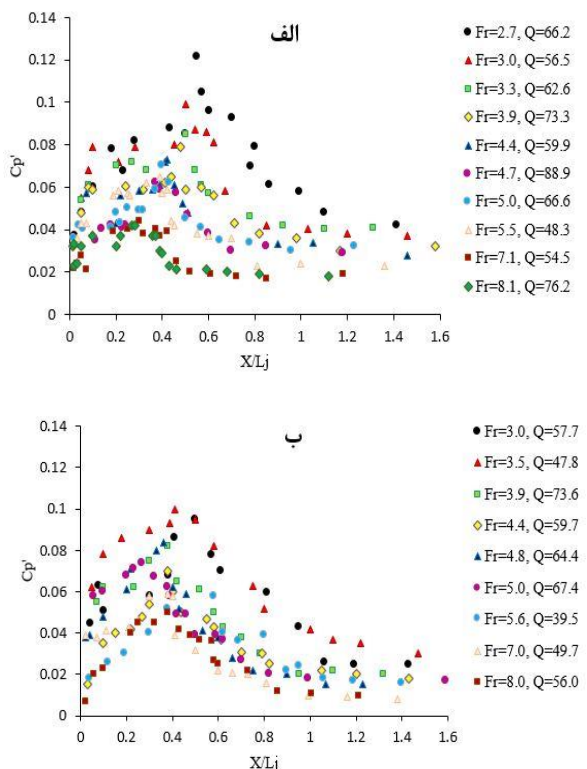 الف
0.14
0.12
0.1
0.08
0.06
0.04
0.02
0
Cp'
0 0.2 0.4 0.6 0.8 1 1.2 1.4 1.6
X/Lj
Fr=2.7, Q=66.2
Fr=3.0, Q=56.5
Fr=3.3, Q=62.6
Fr=3.9, Q=73.3
Fr=4.4, Q=59.9
Fr=4.7, Q=88.9
Fr=5.0, Q=66.6
Fr=5.5, Q=48.3
Fr=7.1, Q=54.5
Fr=8.1, Q=76.2
ب
0.14
0.12
0.1
0.08
0.06
0.04
0.02
0
Cp'
0 0.2 0.4 0.6 0.8 1 1.2 1.4 1.6
X/Lj
Fr=3.0, Q=57.7
Fr=3.5, Q=47.8
Fr=3.9, Q=73.6
Fr=4.4, Q=59.7
Fr=4.8, Q=64.4
Fr=5.0, Q=67.4
Fr=5.6, Q=39.5
Fr=7.0, Q=49.7
Fr=8.0, Q=56.0